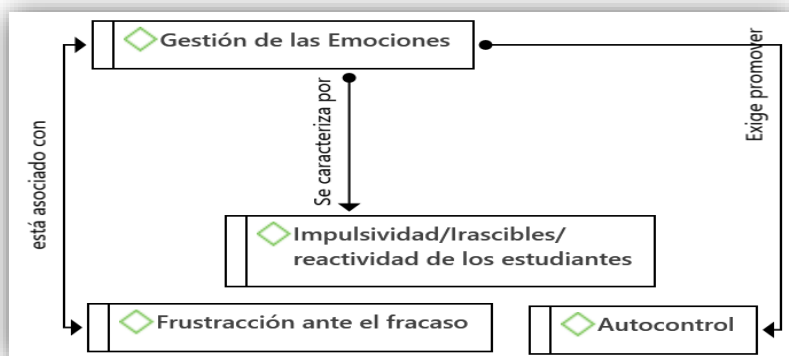 Gestión de las Emociones
está asociado con
Se caracteriza por
Exige promover
Impulsividad/Irascibles/
reactividad de los estudiantes
Frustracción ante el fracaso
Autocontrol